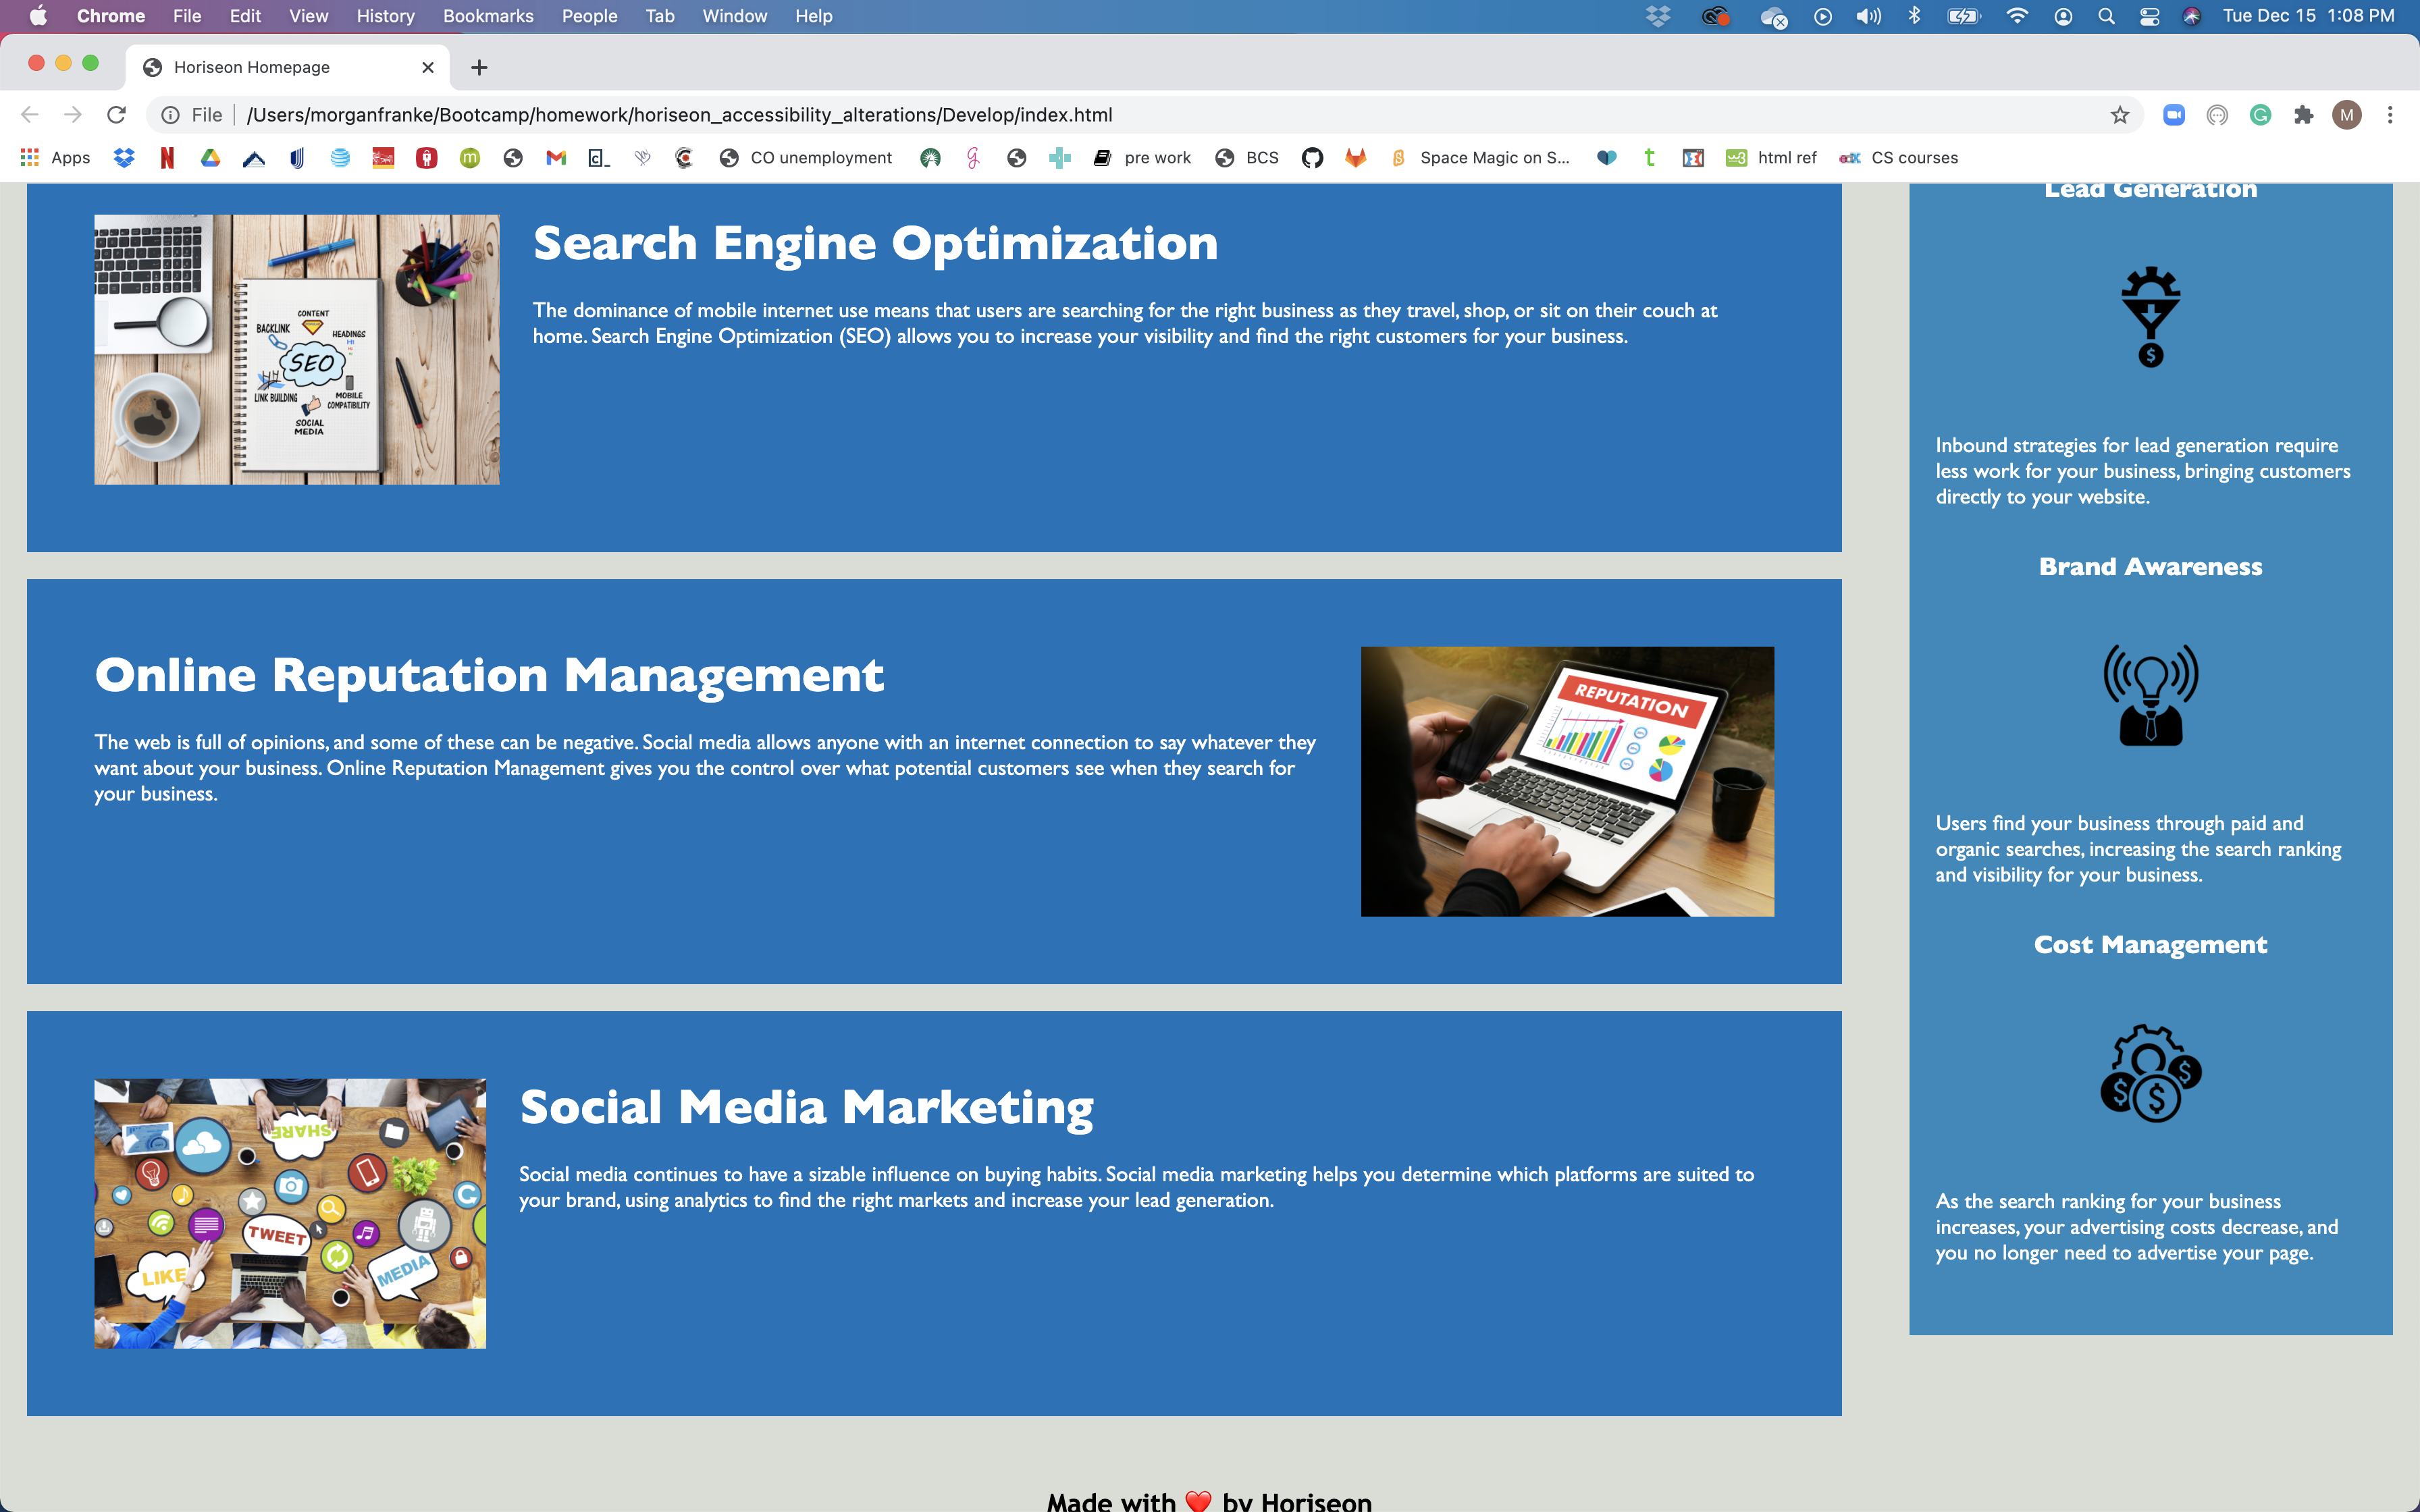 Chrome File Edit View History Bookmarks People Tab Window Help Tue Dec 15 1:08 PM
Horiseon Homepage
File /Users/morganfranke/Bootcamp/homework/horiseon_accessibility_alterations/Develop/index.html M
Apps CO unemployment pre work BCS Space Magic on S... html ref CS courses
Search Engine Optimization
The dominance of mobile internet use means that users are searching for the right business as they travel, shop, or sit on their couch at
home. Search Engine Optimization (SEO) allows you to increase your visibility and find the right customers for your business.
CONTENT
BACKLINK
HEADINGS
SEO
LINK BUILDING
MOBILE
COMPATIBILITY
SOCIAL
MEDIA
Online Reputation Management
The web is full of opinions, and some of these can be negative. Social media allows anyone with an internet connection to say whatever they
want about your business. Online Reputation Management gives you the control over what potential customers see when they search for
your business.
REPUTATION
Social Media Marketing
Social media continues to have a sizable influence on buying habits. Social media marketing helps you determine which platforms are suited to
your brand, using analytics to find the right markets and increase your lead generation.
SHARE
TWEET
LIKE
MEDIA
Lead Generation
Inbound strategies for lead generation require
less work for your business, bringing customers
directly to your website.
Brand Awareness
Users find your business through paid and
organic searches, increasing the search ranking
and visibility for your business.
Cost Management
As the search ranking for your business
increases, your advertising costs decrease, and
you no longer need to advertise your page.
Made with ❤️ by Horiseon